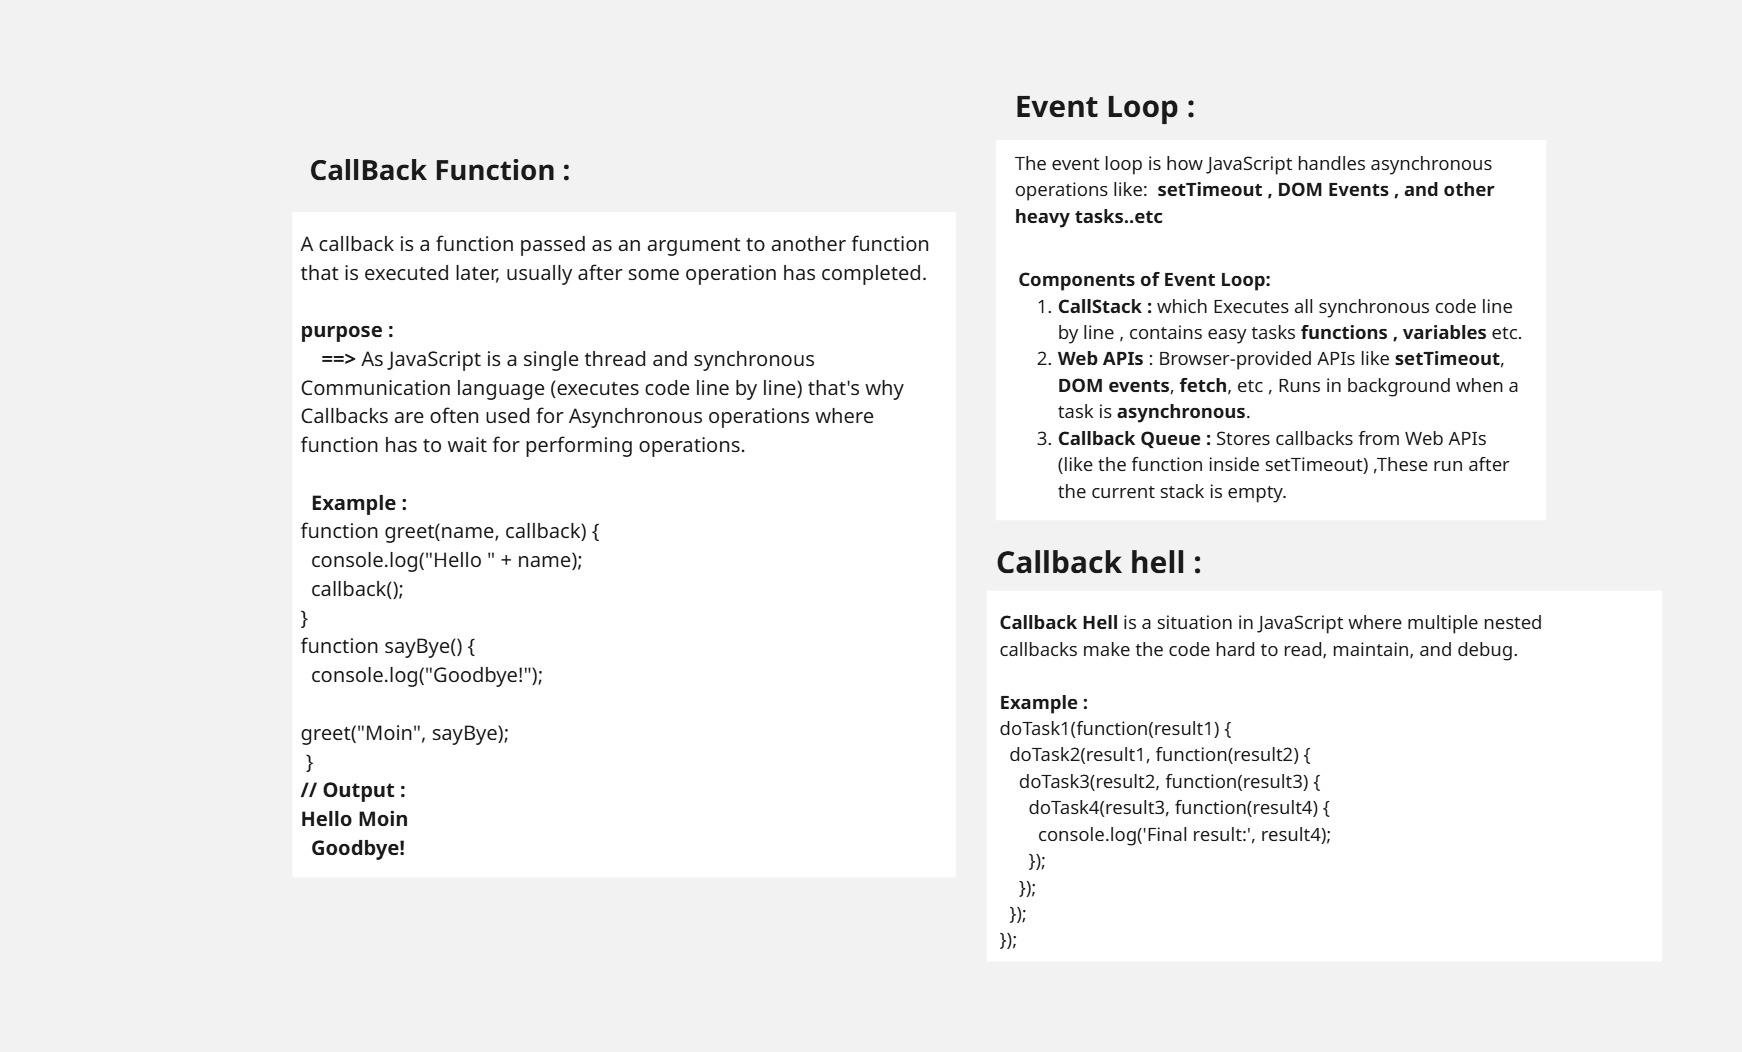 CallBack Function :
A callback is a function passed as an argument to another function
that is executed later, usually after some operation has completed.
purpose :
==> As JavaScript is a single thread and synchronous
Communication language (executes code line by line) that's why
Callbacks are often used for Asynchronous operations where
function has to wait for performing operations.
Example :
function greet(name, callback) {
console.log("Hello " + name);
callback();
}
function sayBye() {
console.log("Goodbye!");
greet("Moin", sayBye);
}
// Output :
Hello Moin
Goodbye!
Event Loop :
The event loop is how JavaScript handles asynchronous
operations like:  setTimeout , DOM Events , and other
heavy tasks..etc
Components of Event Loop:
1. CallStack : which Executes all synchronous code line
by line , contains easy tasks functions , variables etc.
2. Web APIs : Browser-provided APIs like setTimeout,
DOM events, fetch, etc , Runs in background when a
task is asynchronous.
3. Callback Queue : Stores callbacks from Web APIs
(like the function inside setTimeout) ,These run after
the current stack is empty.
Callback hell :
Callback Hell is a situation in JavaScript where multiple nested
callbacks make the code hard to read, maintain, and debug.
Example :
doTask1(function(result1) {
doTask2(result1, function(result2) {
doTask3(result2, function(result3) {
doTask4(result3, function(result4) {
console.log('Final result:', result4);
});
});
});
});